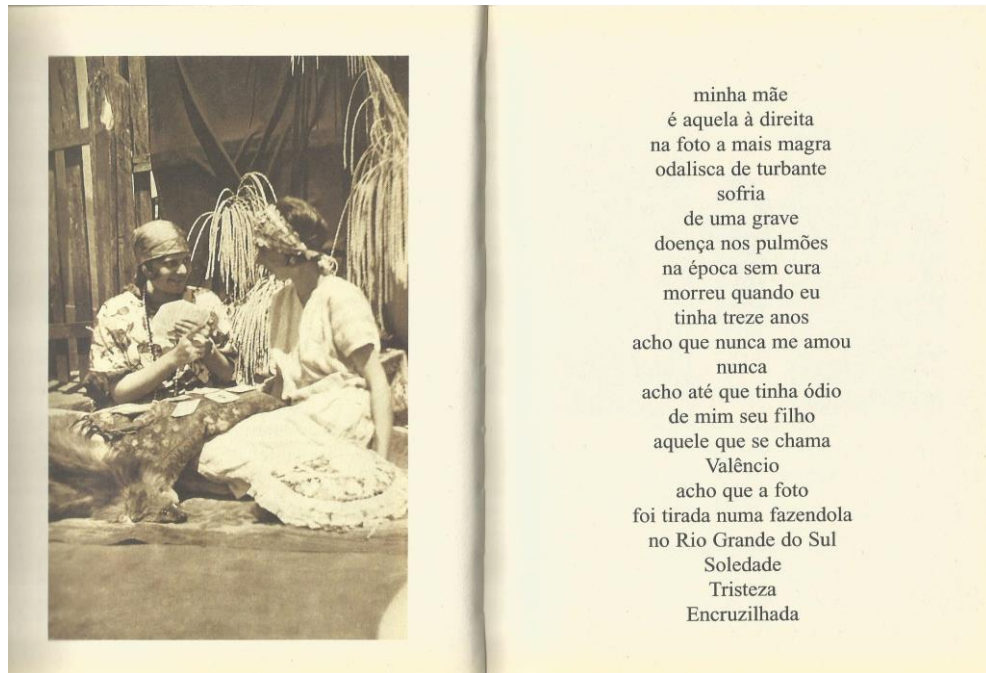 minha mãe
é aquela à direita
na foto a mais magra
odalisca de turbante
sofria
de uma grave
doença nos pulmões
na época sem cura
morreu quando eu
tinha treze anos
acho que nunca me amou
nunca
acho até que tinha ódio
de mim seu filho
aquele que se chama
Valêncio
acho que a foto
foi tirada numa fazendola
no Rio Grande do Sul
Soledade
Tristeza
Encruzilhada